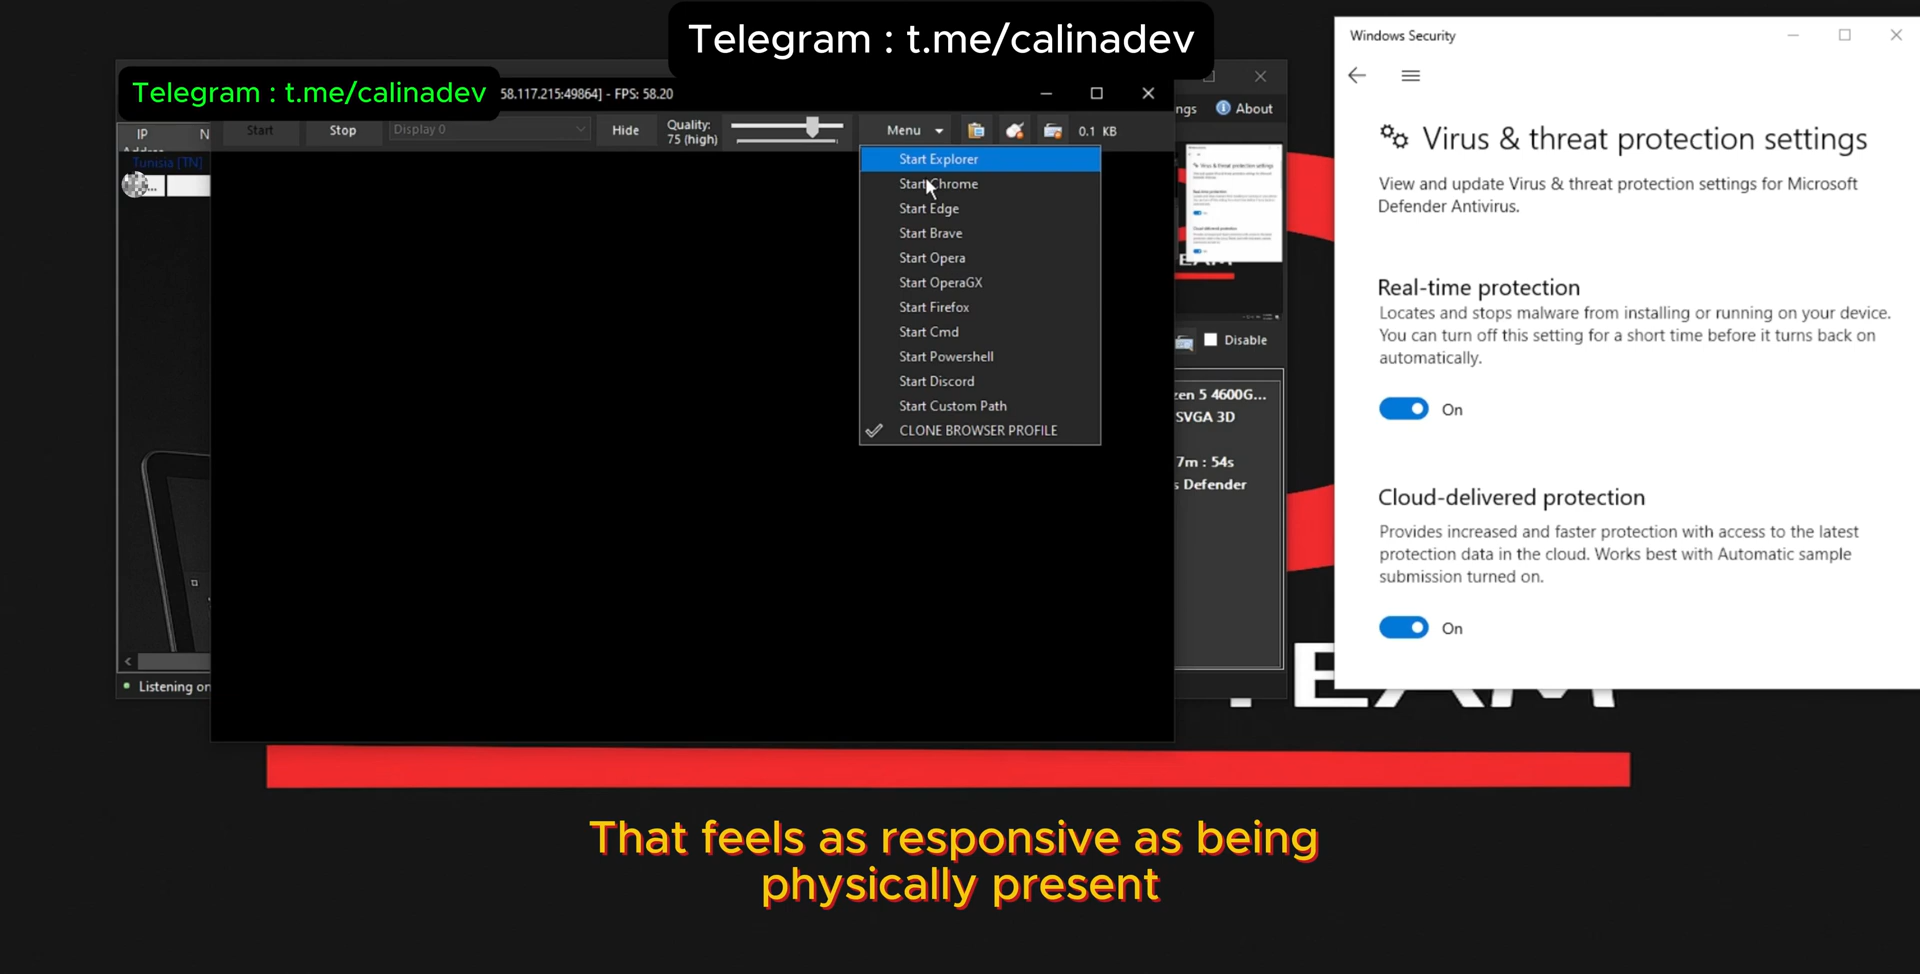 Telegram : t.me/calinadev
Telegram : t.me/calinadev
58.117.215:49864] - FPS: 58.20
Windows Security
ngs
About
IP
N
Start
Stop
Display 0
Hide
Quality:
75 (high)
Menu
0.1 KB
Tunisia [TN]
Start Explorer
Start Chrome
Start Edge
Start Brave
Start Opera
Start OperaGX
Start Firefox
Start Cmd
Start Powershell
Start Discord
Start Custom Path
CLONE BROWSER PROFILE
Disable
zen 5 4600G...
SVGA 3D
7m : 54s
s Defender
Listening on
Virus & threat protection settings
View and update Virus & threat protection settings for Microsoft
Defender Antivirus.
Real-time protection
Locates and stops malware from installing or running on your device.
You can turn off this setting for a short time before it turns back on
automatically.
On
Cloud-delivered protection
Provides increased and faster protection with access to the latest
protection data in the cloud. Works best with Automatic sample
submission turned on.
On
TEAM
That feels as responsive as being
physically present